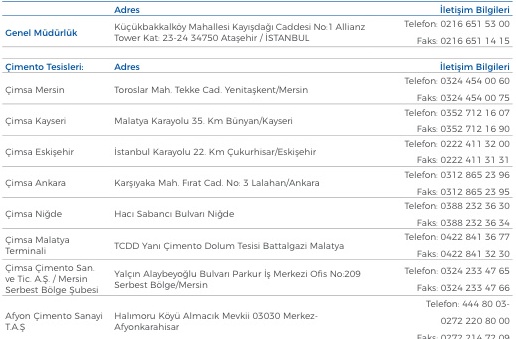 Adres İletişim Bilgileri
Genel Müdürlük
Küçükbakkalköy Mahallesi Kayışdağı Caddesi No:1 Allianz
Tower Kat: 23-24 34750 Ataşehir / İSTANBUL
Telefon: 0216 651 53 00
Faks: 0216 651 14 15
Çimento Tesisleri: Adres İletişim Bilgileri
Çimsa Mersin
Toroslar Mah. Tekke Cad. Yenitaşkent/Mersin
Telefon: 0324 454 00 60
Faks: 0324 454 00 75
Çimsa Kayseri
Malatya Karayolu 35. Km Bünyan/Kayseri
Telefon: 0352 712 16 07
Faks: 0352 712 16 90
Çimsa Eskişehir
İstanbul Karayolu 22. Km Çukurhisar/Eskişehir
Telefon: 0222 411 32 00
Faks: 0222 411 31 31
Çimsa Ankara
Karşıyaka Mah. Fırat Cad. No: 3 Lalahan/Ankara
Telefon: 0312 865 23 96
Faks: 0312 865 23 95
Çimsa Niğde
Hacı Sabancı Bulvarı Niğde
Telefon: 0388 232 36 30
Faks: 0388 232 36 34
Çimsa Malatya
Terminali
TCDD Yanı Çimento Dolum Tesisi Battalgazi Malatya
Telefon: 0422 841 36 77
Faks: 0422 841 32 30
Çimsa Çimento San.
ve Tic. A.Ş. / Mersin
Serbest Bölge Şubesi
Yalçın Alaybeyoğlu Bulvarı Parkur İş Merkezi Ofis No:209
Serbest Bölge/Mersin
Telefon: 0324 233 47 65
Faks: 0324 233 47 66
Afyon Çimento Sanayi
T.A.Ş
Halımoru Köyü Almacık Mevkii 03030 Merkez-
Afyonkarahisar
Telefon: 444 80 03-
0272 220 80 00
Faks: 0272 214 72 09